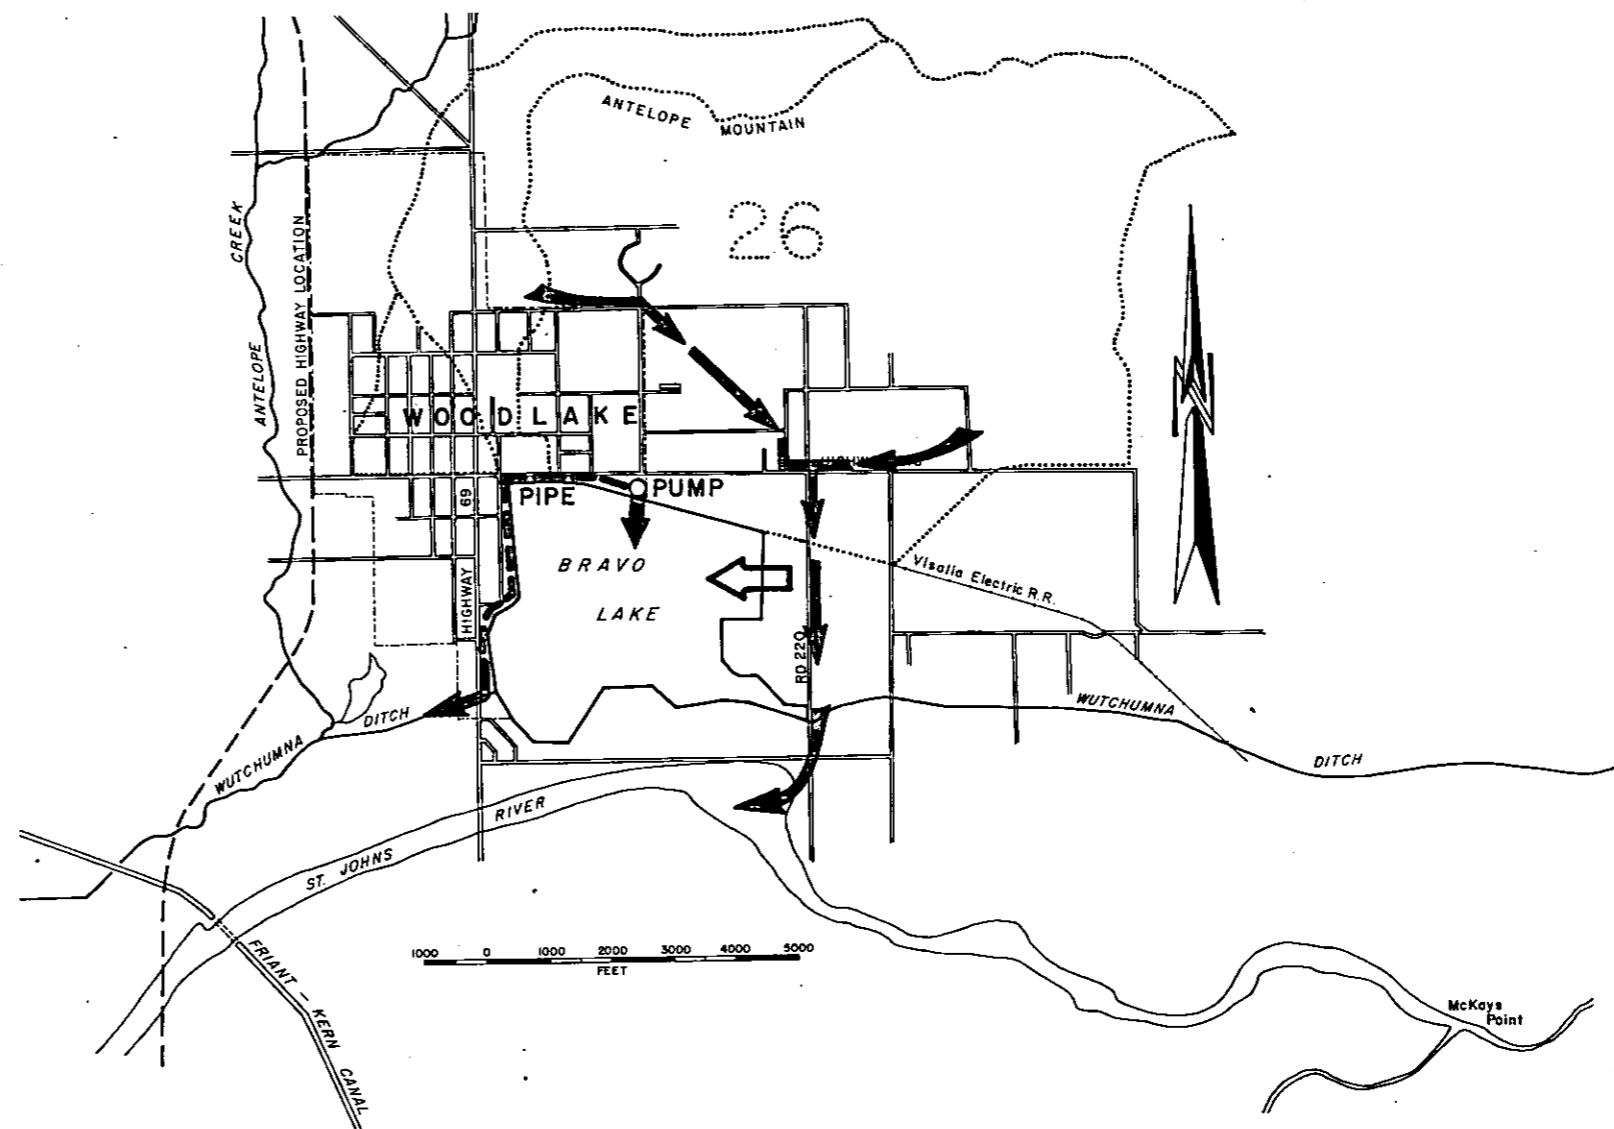 ANTELOPE MOUNTAIN
26
CREEK
ANTELOPE
PROPOSED HIGHWAY LOCATION
N
WOODLAKE
PIPE
PUMP
69
HIGHWAY
BRAVO
LAKE
Visalia Electric R.R.
RD 220
WUTCHUMNA
DITCH
WUTCHUMNA
DITCH
RIVER
ST. JOHNS
FRIANT - KERN CANAL
1000 0 1000 2000 3000 4000 5000
FEET
McKays
Point